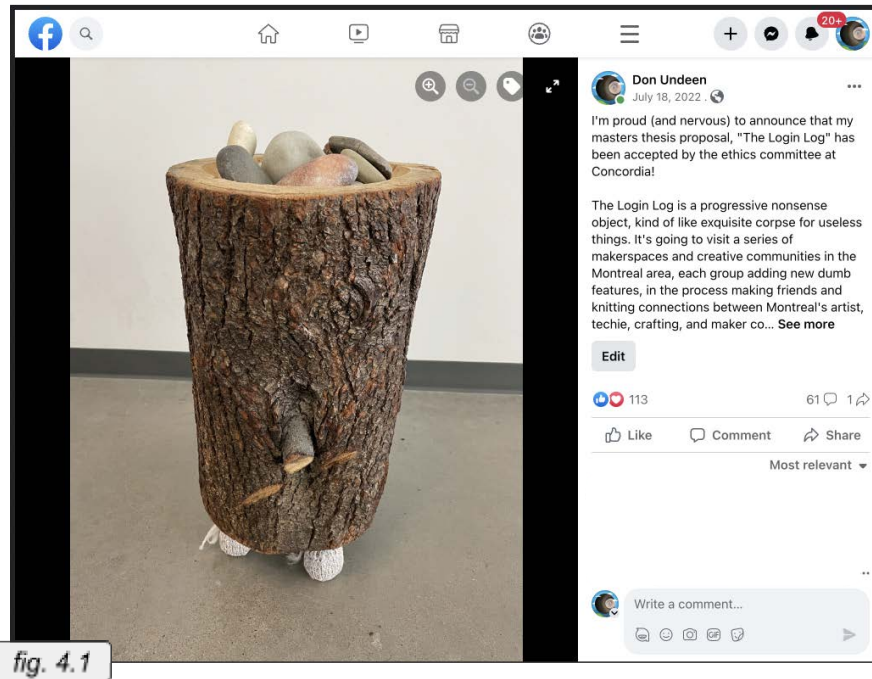 20+
Don Undeen
July 18, 2022 .
I'm proud (and nervous) to announce that my
masters thesis proposal, "The Login Log" has
been accepted by the ethics committee at
Concordia!
The Login Log is a progressive nonsense
object, kind of like exquisite corpse for useless
things. It's going to visit a series of
makerspaces and creative communities in the
Montreal area, each group adding new dumb
features, in the process making friends and
knitting connections between Montreal's artist,
techie, crafting, and maker co... See more
Edit
113 61 1
Like Comment Share
Most relevant
Write a comment...
GIF
fig. 4.1